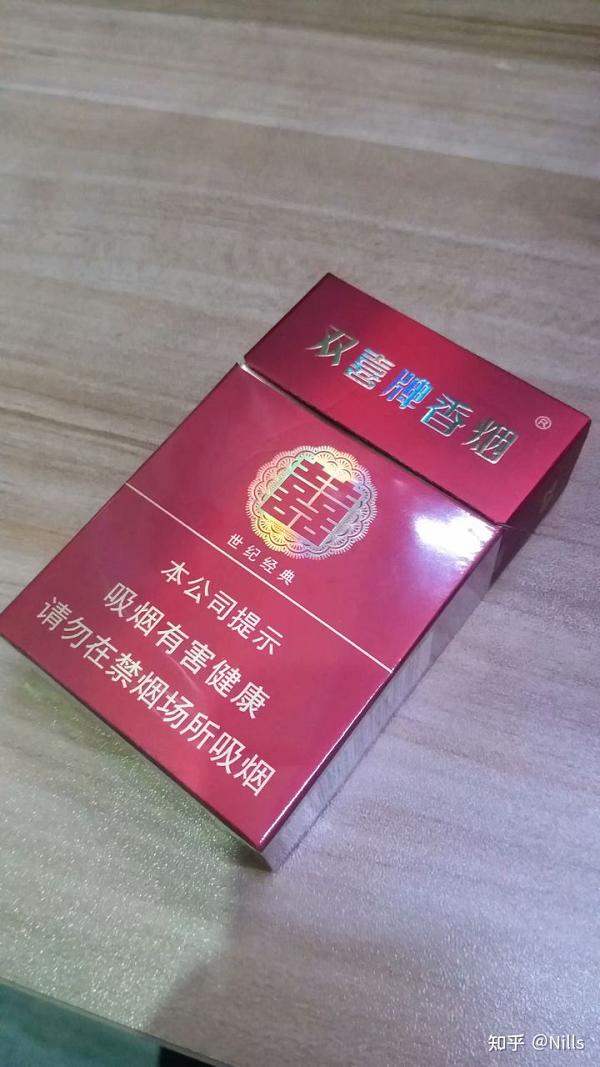 双喜牌香烟®
囍
世纪经典
本公司提示
吸烟有害健康
请勿在禁烟场所吸烟
知乎 @Nills